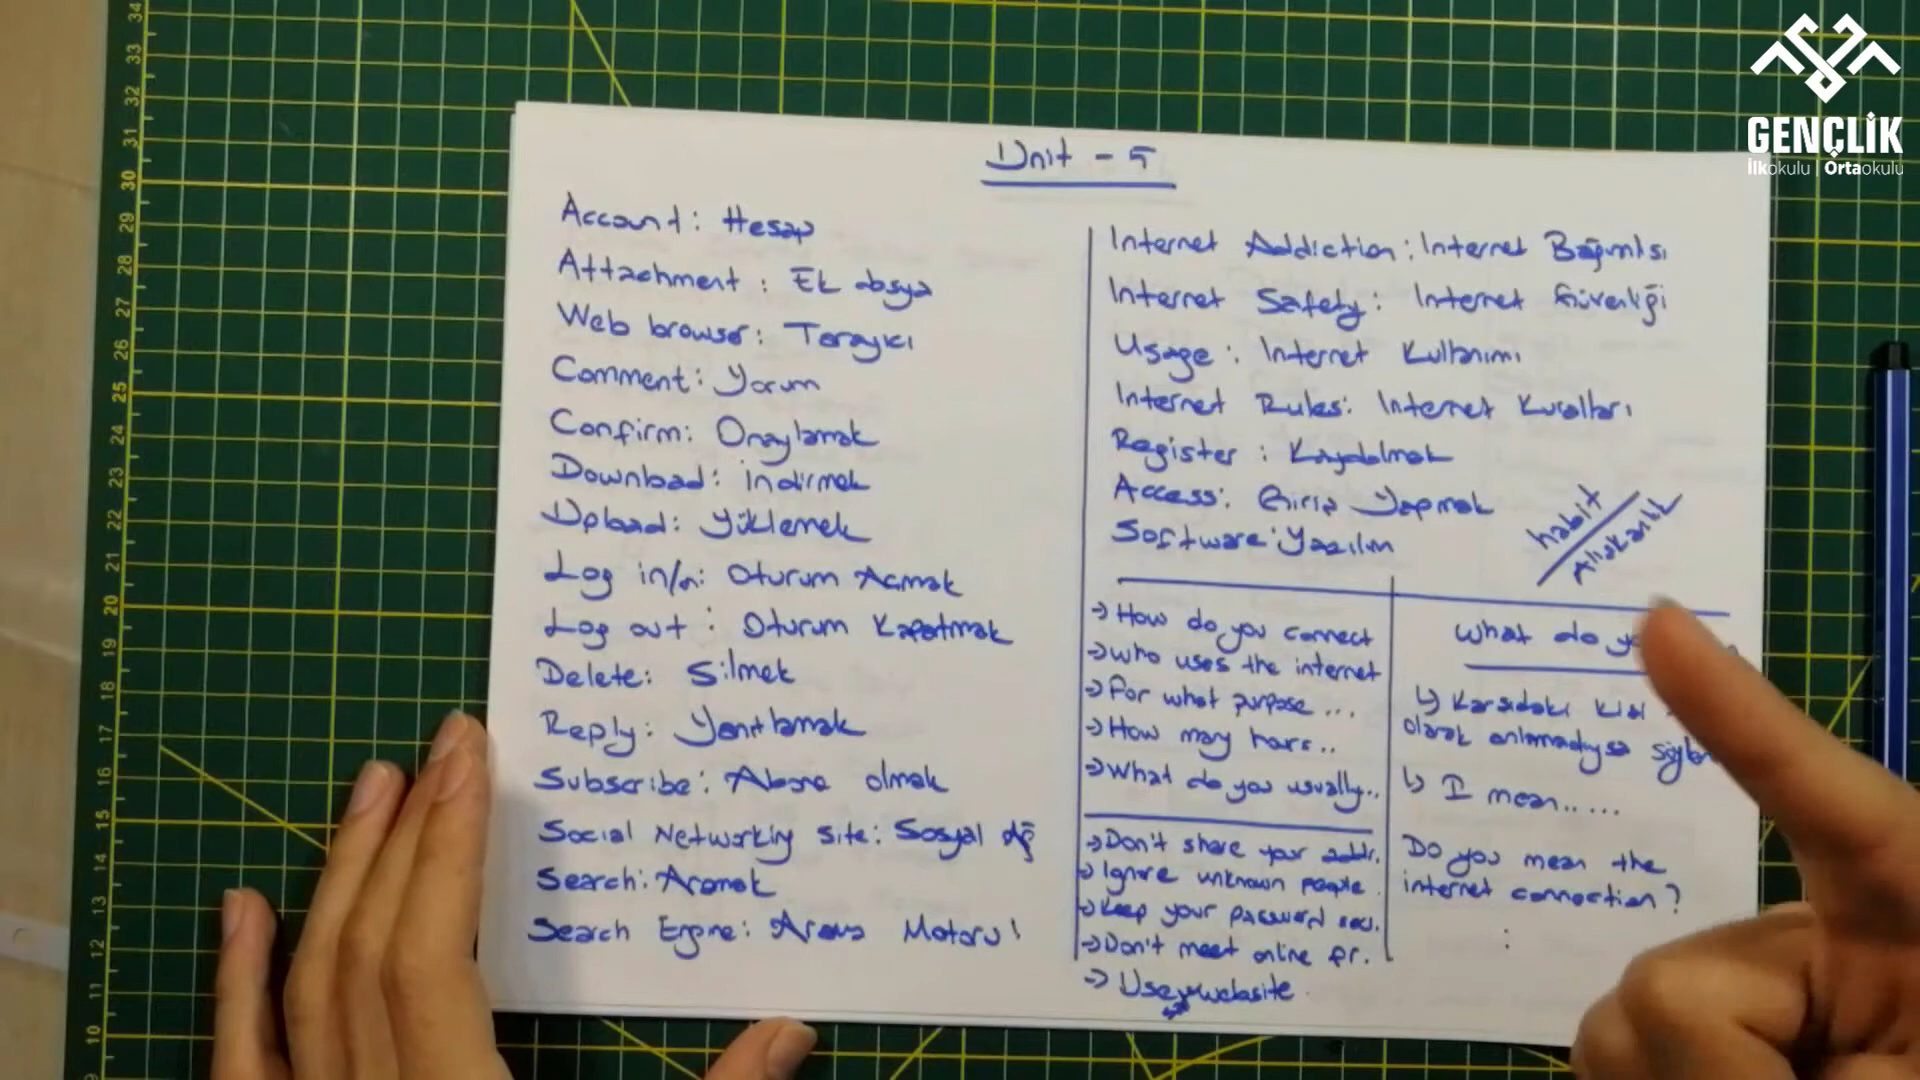 GENÇLİK
İlkokulu | Ortaokulu
Unit - 5
Account: Hesap
Attachment: Ek dosya
Web browser: Tarayıcı
Comment: Yorum
Confirm: Onaylamak
Download: indirmek
Upload: Yüklemek
Log in/on: Oturum Açmak
Log out: Oturum Kapatmak
Delete: Silmek
Reply: Yanıtlamak
Subscribe: Abone olmak
Social Networking Site: Sosyal ağ
Search: Aramak
Search Engine: Arama Motoru
Internet Addiction: Internet Bağımlısı
Internet Safety: Internet Güvenliği
Usage: Internet Kullanımı
Internet Rules: Internet Kuralları
Register: Kaydolmak
Access: Giriş Yapmak
Software: Yazılım
habit
Alışkanlık
→ How do you connect
→ Who uses the internet
→ For what purpose ...
→ How many hours..
→ What do you usually..
→ Don't share your addr.
→ Ignore unknown people
→ Keep your password sec.
→ Don't meet online fr.
→ Use website
What do
↳ Karşıdaki kişi
olarak anlamadıysa
↳ I mean.....
Do you mean the
internet connection?
: